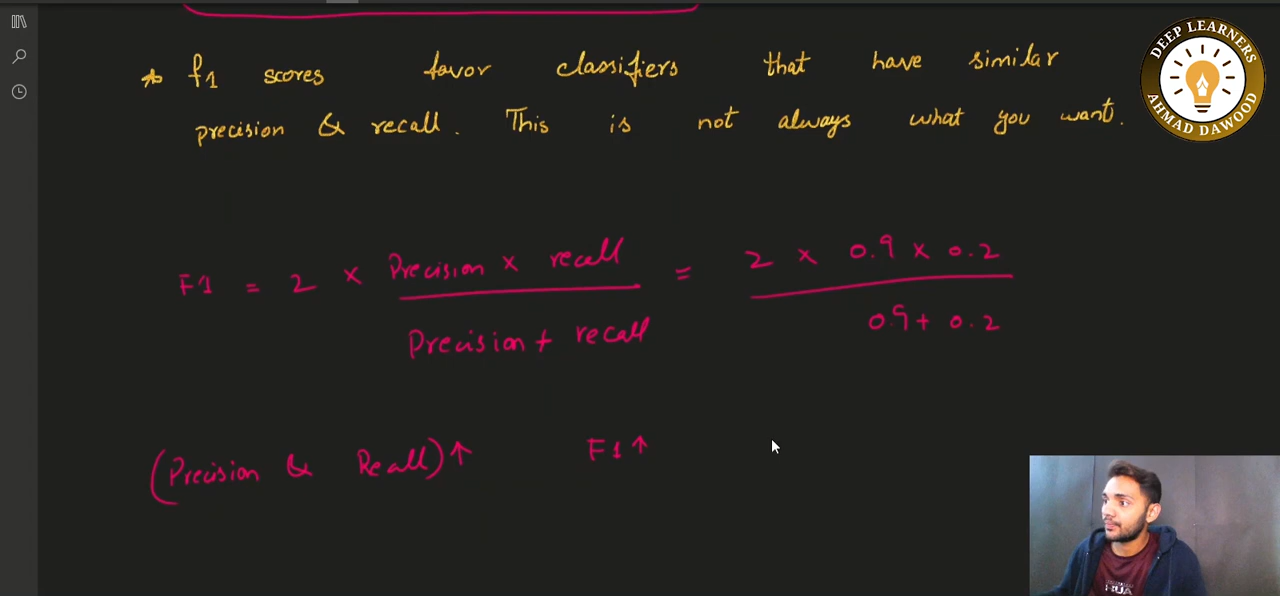 * f1 scores favor classifiers that have similar
precision & recall. This is not always what you want.
F1 = 2 × Precision × recall / Precision + recall = 2 × 0.9 × 0.2 / 0.9 + 0.2
(Precision & Recall)↑ F1↑
DEEP LEARNERS
AHMAD DAWOOD